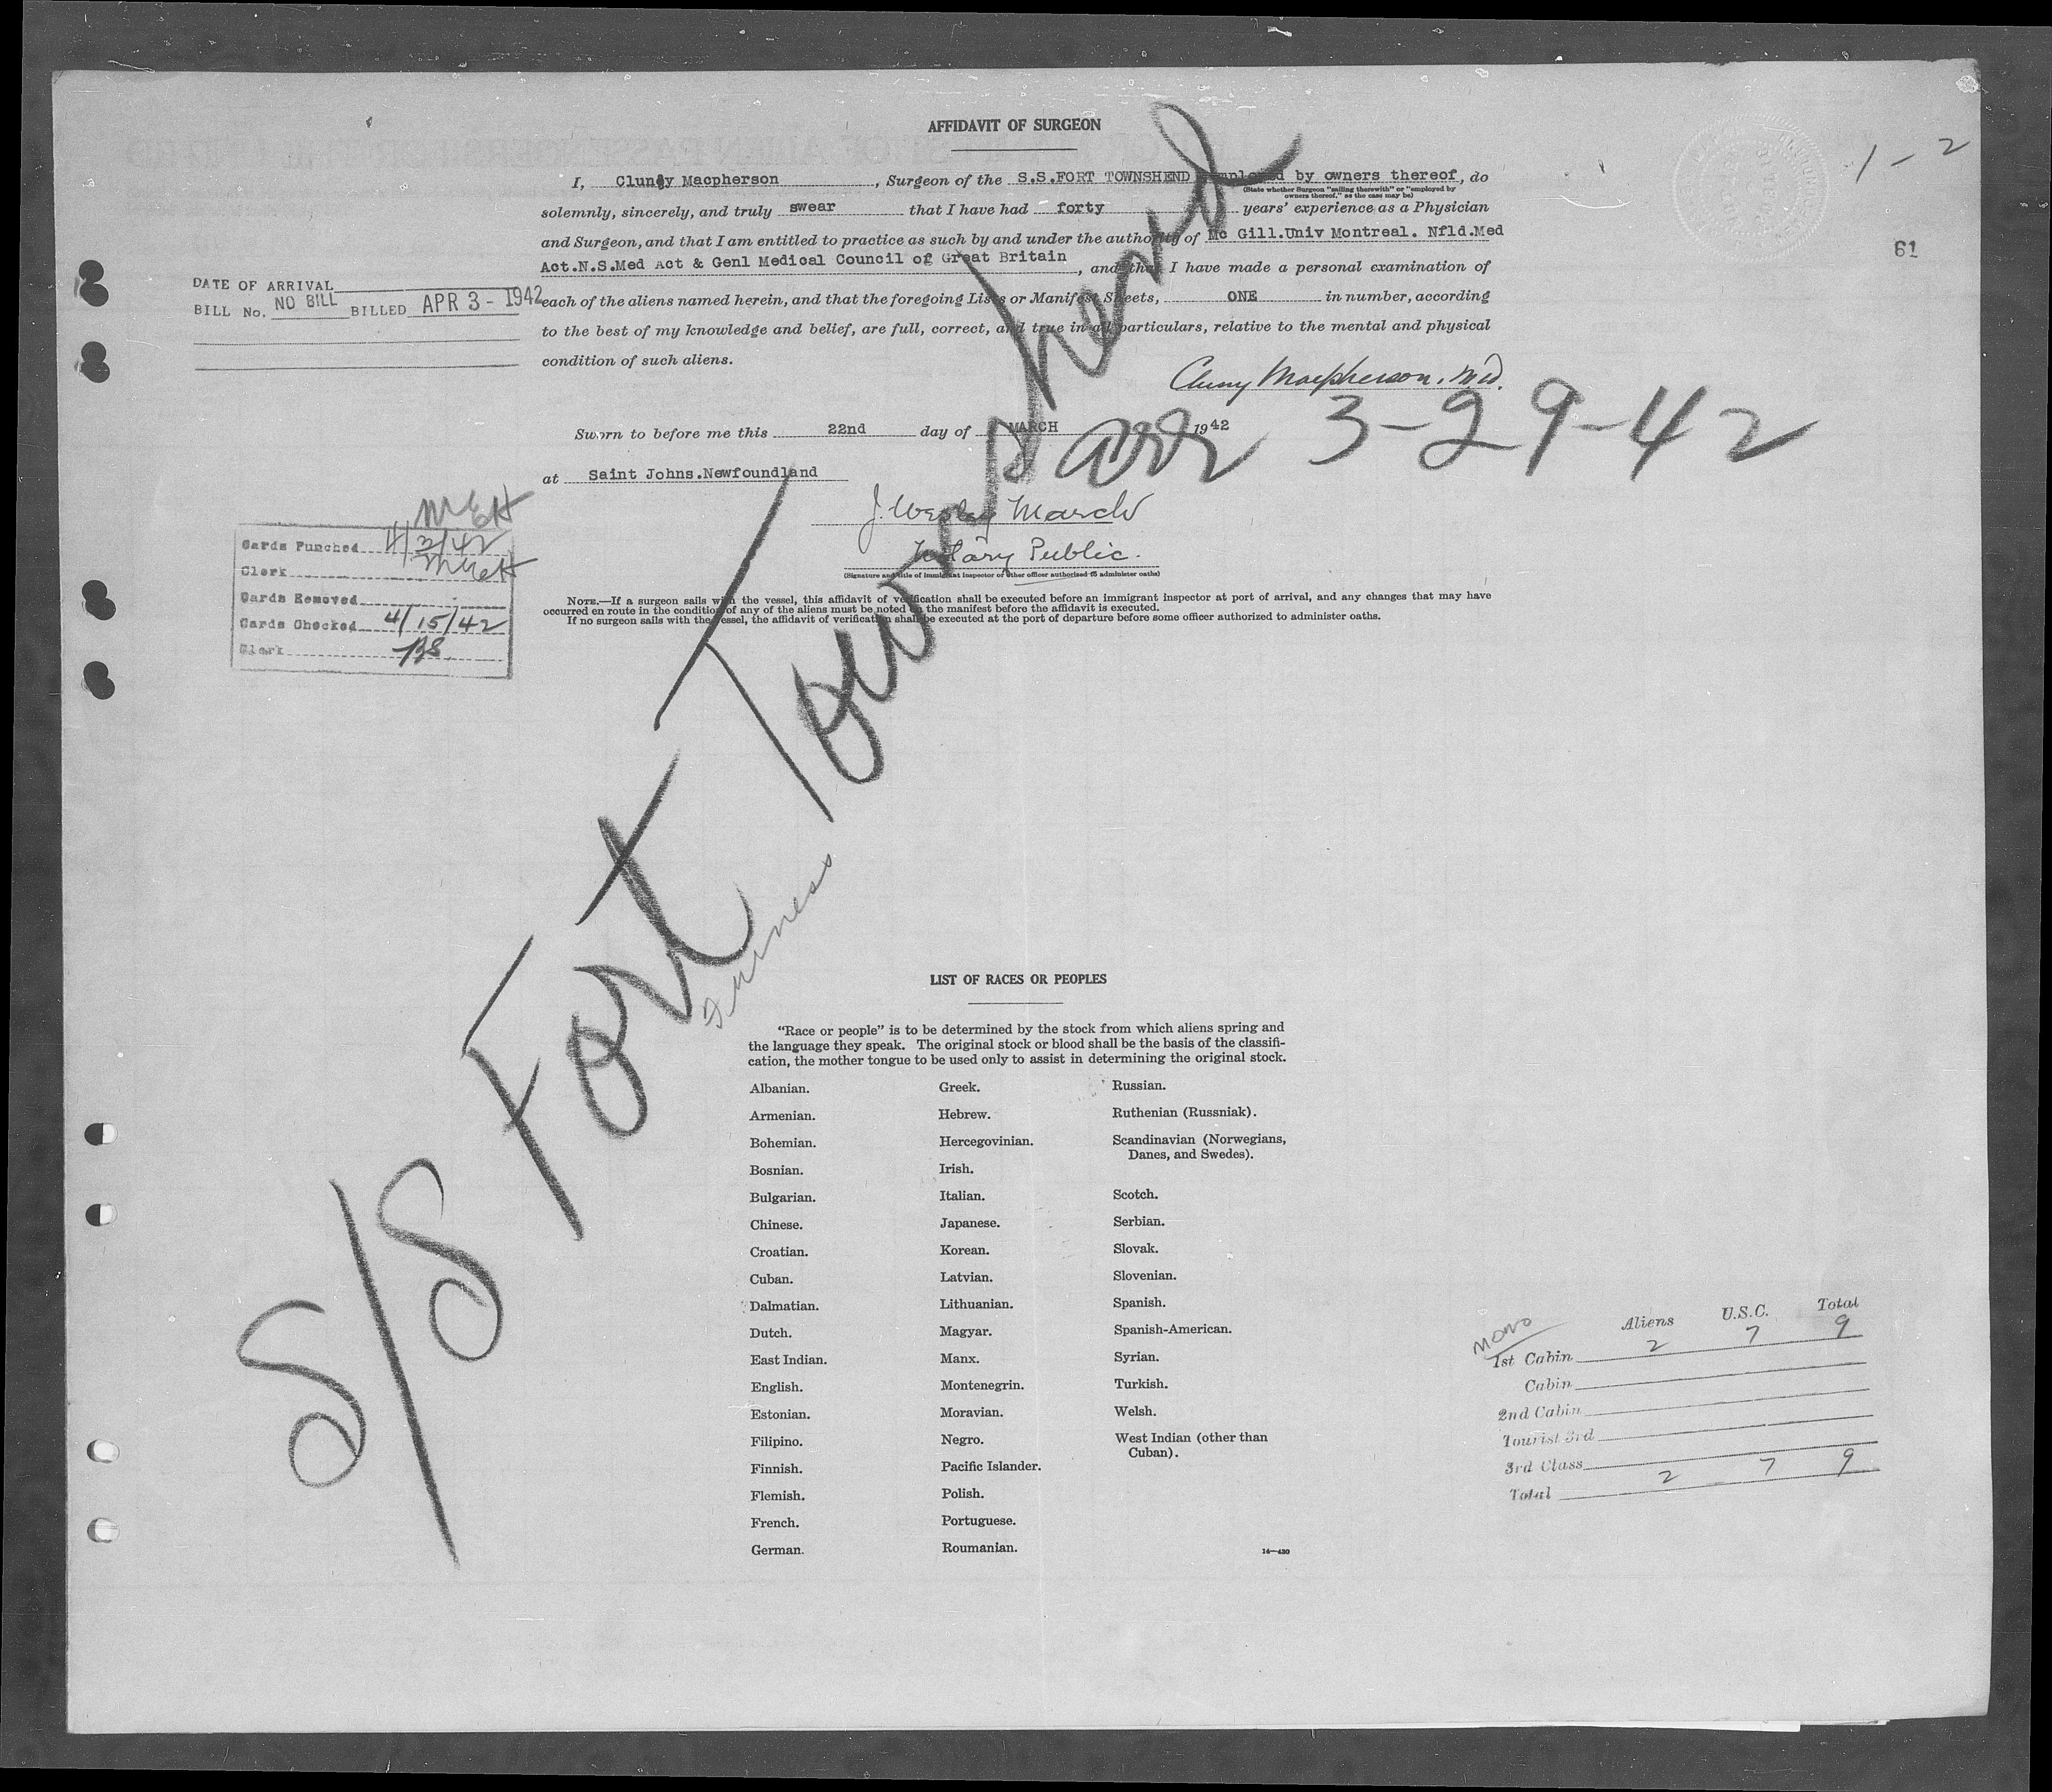 AFFIDAVIT OF SURGEON
1-2
61
I, Cluney Macpherson, Surgeon of the S.S.FORT TOWNSHEND employed by owners thereof, do
(State whether Surgeon "sailing therewith" or "employed by
owners thereof," as the case may be)
solemnly, sincerely, and truly swear that I have had forty years' experience as a Physician
and Surgeon, and that I am entitled to practice as such by and under the authority of Mc Gill.Univ Montreal. Nfld.Med
Act.N.S.Med Act & Genl Medical Council of Great Britain, and that I have made a personal examination of
each of the aliens named herein, and that the foregoing Lists or Manifest Sheets, ONE in number, according
to the best of my knowledge and belief, are full, correct, and true in all particulars, relative to the mental and physical
condition of such aliens.
DATE OF ARRIVAL
BILL No. NO BILL BILLED APR 3 - 1942
Cluny Macpherson, MD.
Sworn to before me this 22nd day of MARCH 1942
arr 3-29-42
at Saint Johns.Newfoundland
J. Wesley March
Notary Public.
(Signature and title of immigrant inspector or other officer authorized to administer oaths)
Cards Punched 4/3/42
Clerk
Cards Removed
Cards Checked 4/15/42
Clerk
NOTE.—If a surgeon sails with the vessel, this affidavit of verification shall be executed before an immigrant inspector at port of arrival, and any changes that may have
occurred en route in the condition of any of the aliens must be noted on the manifest before the affidavit is executed.
If no surgeon sails with the vessel, the affidavit of verification shall be executed at the port of departure before some officer authorized to administer oaths.
S/S Fort Townshend
Furness
LIST OF RACES OR PEOPLES
"Race or people" is to be determined by the stock from which aliens spring and
the language they speak. The original stock or blood shall be the basis of the classifi-
cation, the mother tongue to be used only to assist in determining the original stock.
Albanian.
Armenian.
Bohemian.
Bosnian.
Bulgarian.
Chinese.
Croatian.
Cuban.
Dalmatian.
Dutch.
East Indian.
English.
Estonian.
Filipino.
Finnish.
Flemish.
French.
German.
Greek.
Hebrew.
Hercegovinian.
Irish.
Italian.
Japanese.
Korean.
Latvian.
Lithuanian.
Magyar.
Manx.
Montenegrin.
Moravian.
Negro.
Pacific Islander.
Polish.
Portuguese.
Roumanian.
Russian.
Ruthenian (Russniak).
Scandinavian (Norwegians,
Danes, and Swedes).
Scotch.
Serbian.
Slovak.
Slovenian.
Spanish.
Spanish-American.
Syrian.
Turkish.
Welsh.
West Indian (other than
Cuban).
14—430
Aliens U.S.C. Total
1st Cabin 2 7 9
Cabin
2nd Cabin
Tourist 3rd
3rd Class
Total 2 7 9